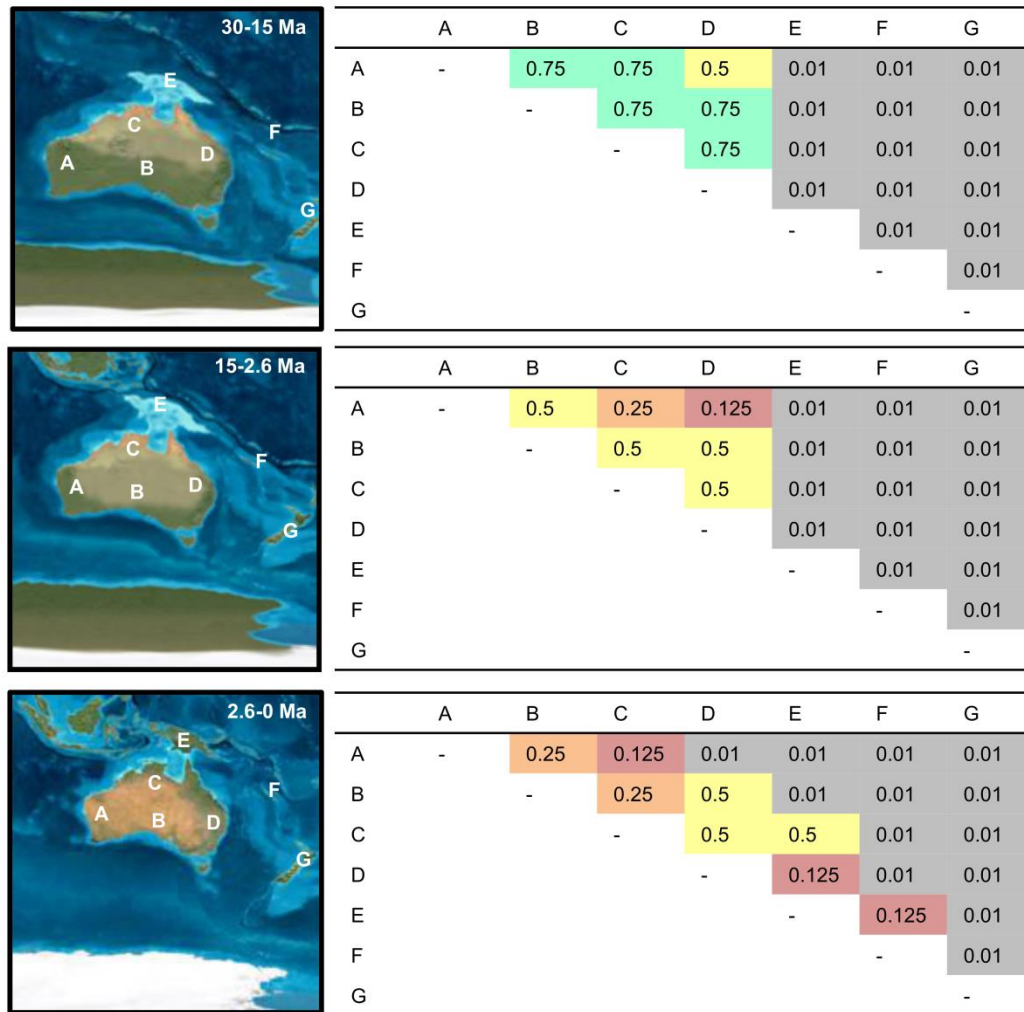 30-15 Ma
E
F
C
A
B
D
G
A B C D E F G
A - 0.75 0.75 0.5 0.01 0.01 0.01
B - 0.75 0.75 0.01 0.01 0.01
C - 0.75 0.01 0.01 0.01
D - 0.01 0.01 0.01
E - 0.01 0.01
F - 0.01
G -
15-2.6 Ma
E
C
F
A
B
D
G
A B C D E F G
A - 0.5 0.25 0.125 0.01 0.01 0.01
B - 0.5 0.5 0.01 0.01 0.01
C - 0.5 0.01 0.01 0.01
D - 0.01 0.01 0.01
E - 0.01 0.01
F - 0.01
G -
2.6-0 Ma
E
C
F
A
B
D
G
A B C D E F G
A - 0.25 0.125 0.01 0.01 0.01 0.01
B - 0.25 0.5 0.01 0.01 0.01
C - 0.5 0.5 0.01 0.01
D - 0.125 0.01 0.01
E - 0.125 0.01
F - 0.01
G -